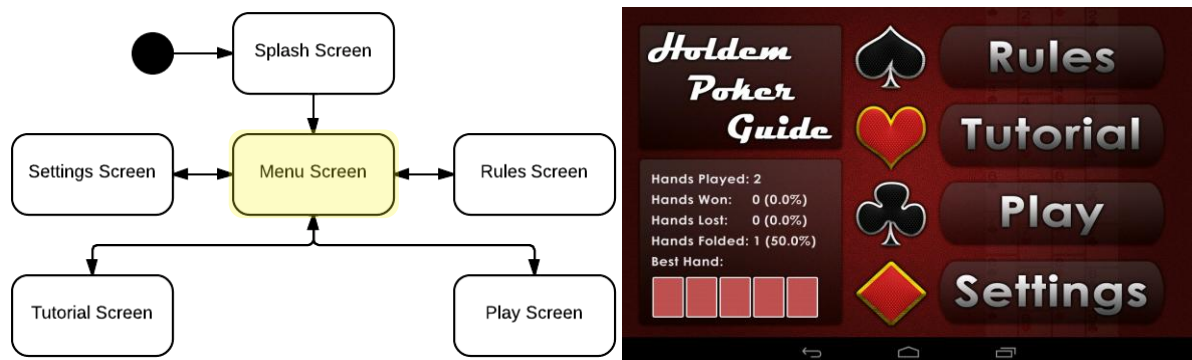 Splash Screen
Settings Screen
Menu Screen
Rules Screen
Tutorial Screen
Play Screen
Holdem
Poker
Guide
Hands Played: 2
Hands Won: 0 (0.0%)
Hands Lost: 0 (0.0%)
Hands Folded: 1 (50.0%)
Best Hand:
Rules
Tutorial
Play
Settings